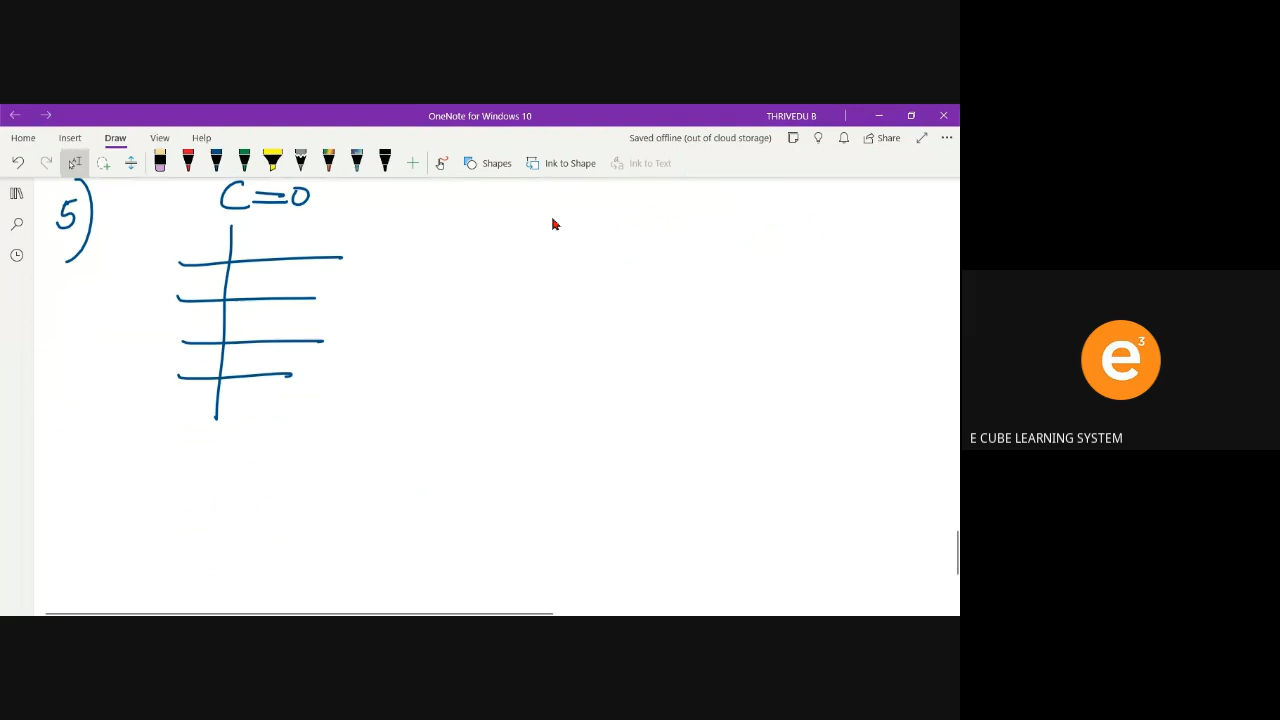 OneNote for Windows 10
THRIVEDU B
Home Insert Draw View Help
Saved offline (out of cloud storage)
Share
Shapes
Ink to Shape
Ink to Text
5)
C=0
e3
E CUBE LEARNING SYSTEM